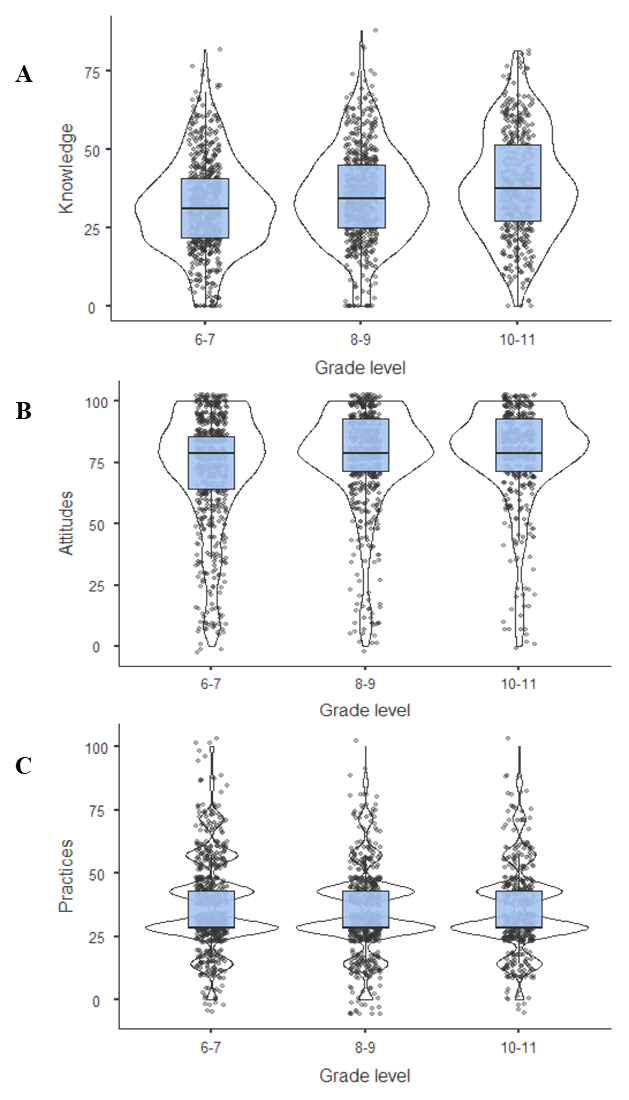 A
Knowledge
75
50
25
0
6-7 8-9 10-11
Grade level
B
Attitudes
100
75
50
25
0
6-7 8-9 10-11
Grade level
C
Practices
100
75
50
25
0
6-7 8-9 10-11
Grade level